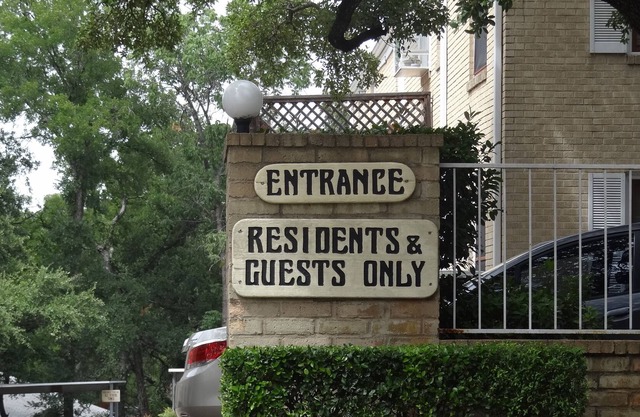 ENTRANCE
RESIDENTS &
GUESTS ONLY